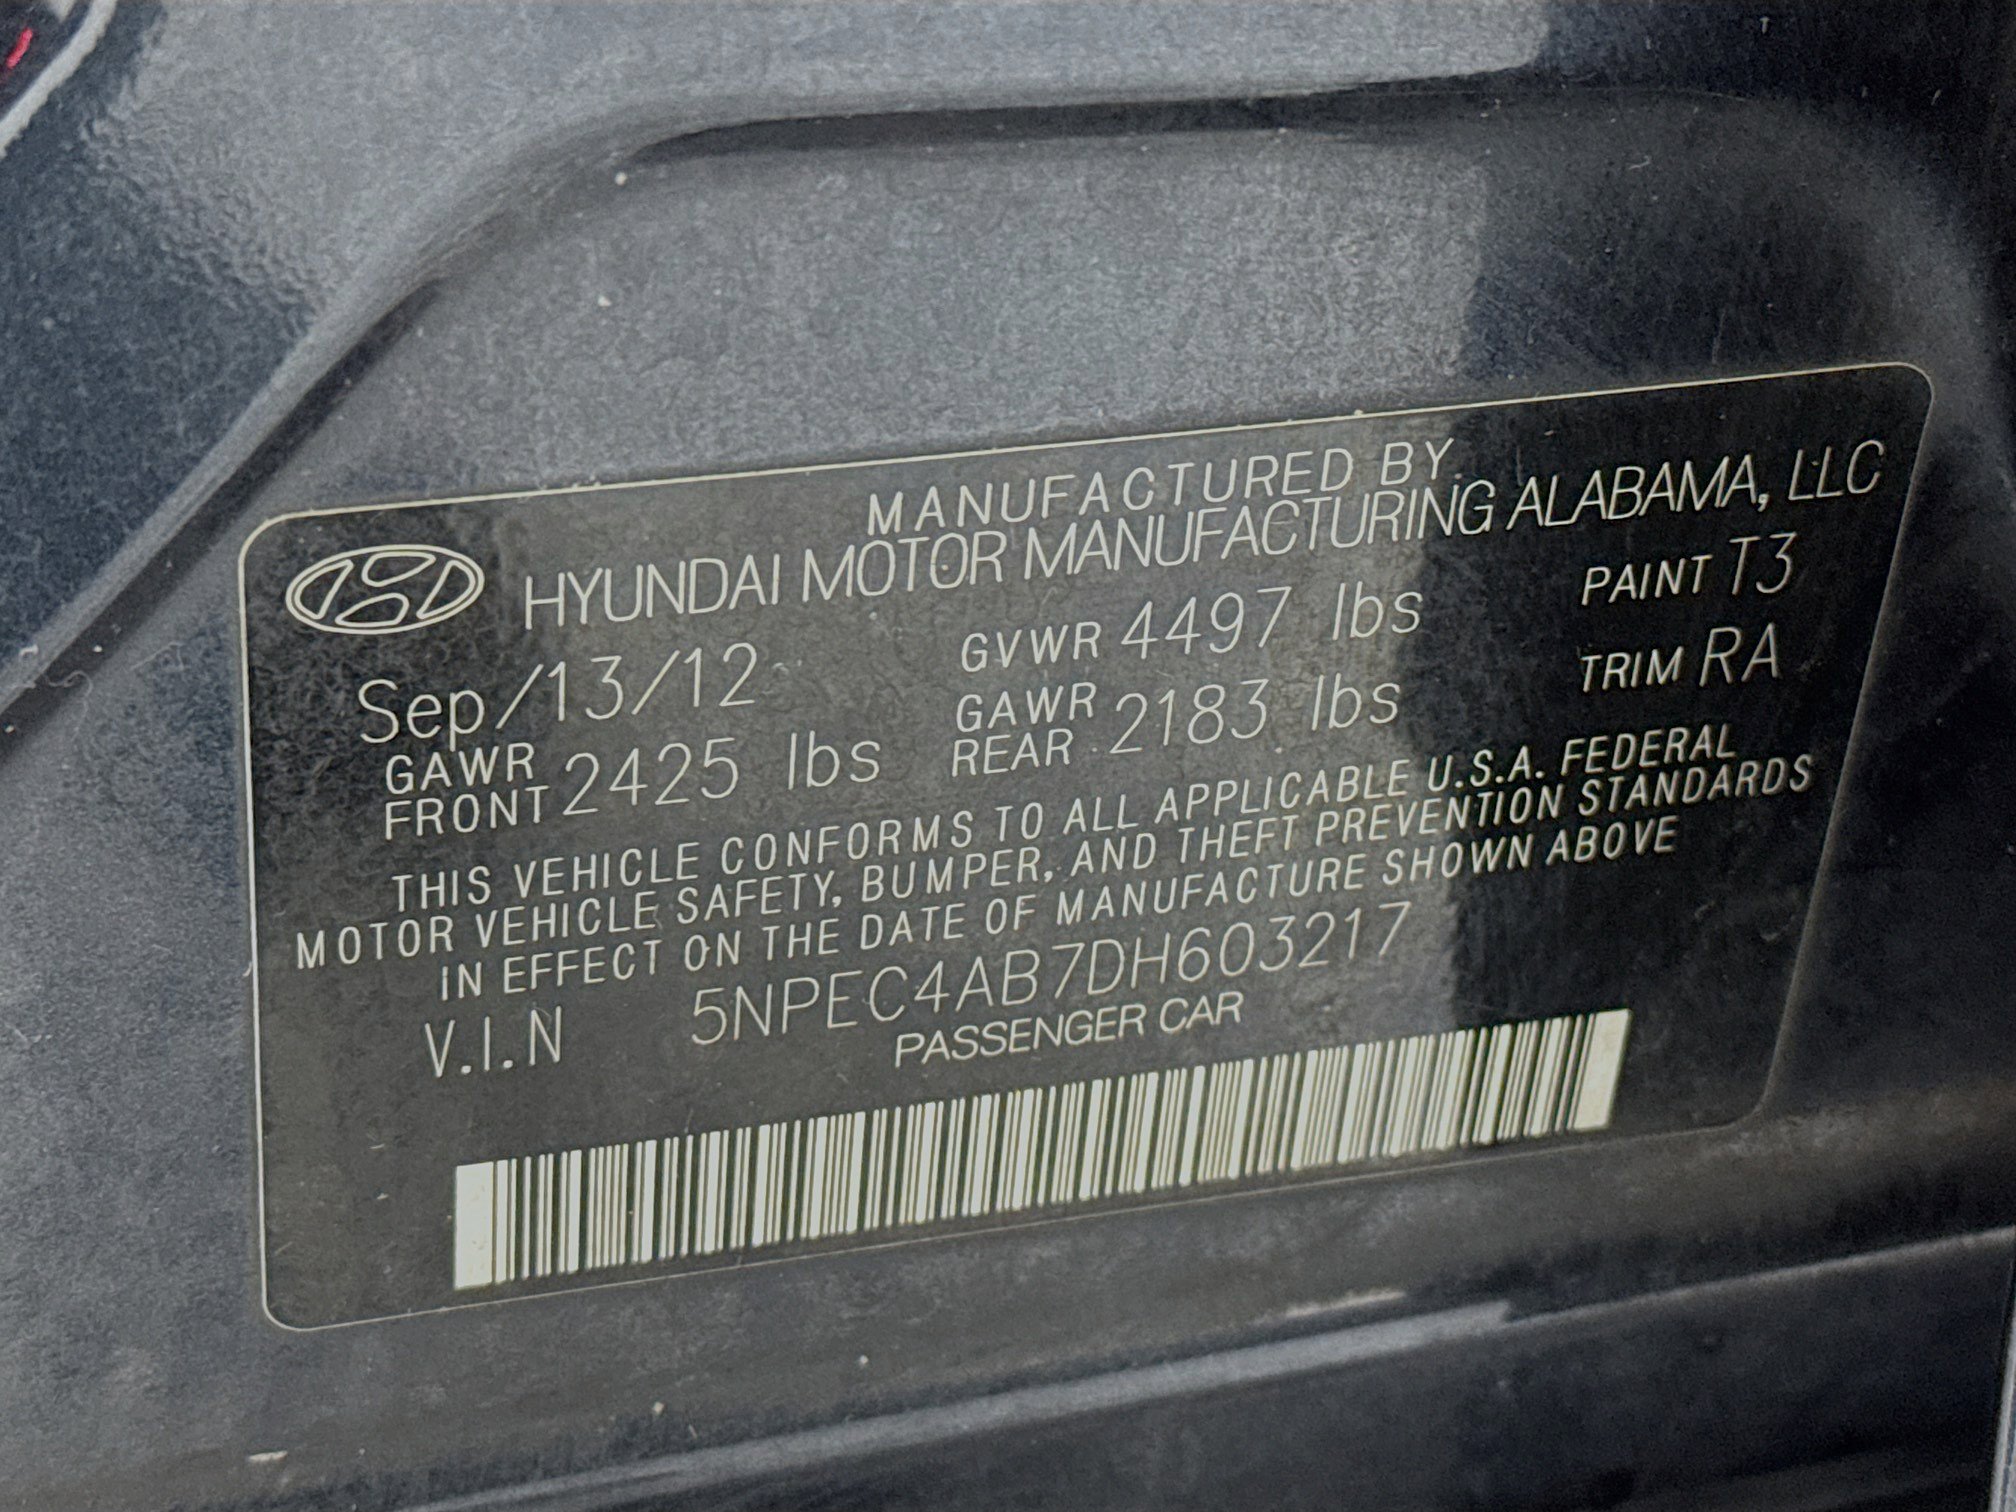 MANUFACTURED BY
HYUNDAI MOTOR MANUFACTURING ALABAMA, LLC
Sep/13/12 GVWR 4497 lbs PAINT T3
GAWR FRONT 2425 lbs GAWR REAR 2183 lbs TRIM RA
THIS VEHICLE CONFORMS TO ALL APPLICABLE U.S.A. FEDERAL
MOTOR VEHICLE SAFETY, BUMPER, AND THEFT PREVENTION STANDARDS
IN EFFECT ON THE DATE OF MANUFACTURE SHOWN ABOVE
V.I.N 5NPEC4AB7DH603217
PASSENGER CAR